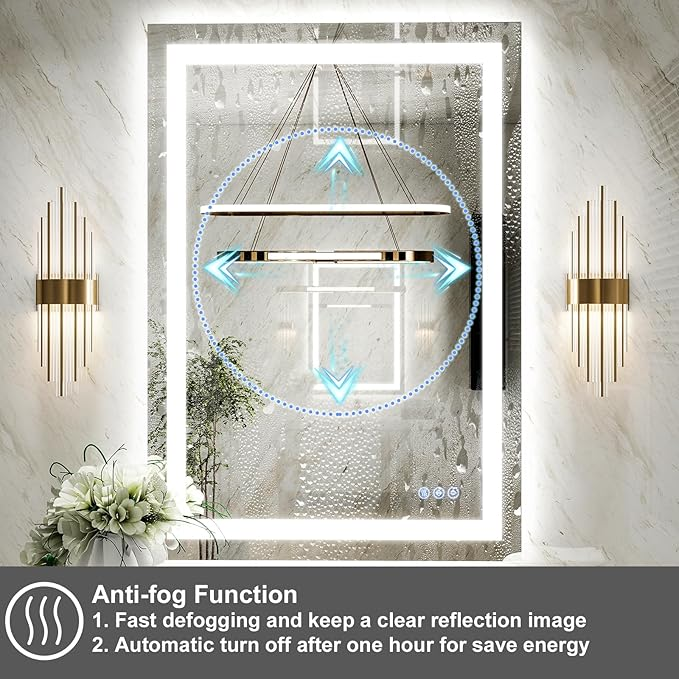 Anti-fog Function
1. Fast defogging and keep a clear reflection image
2. Automatic turn off after one hour for save energy